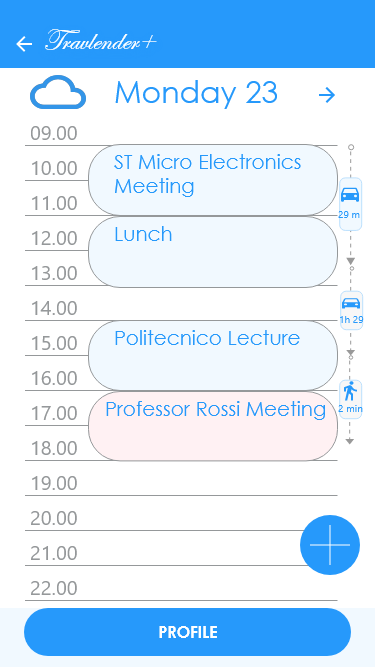 Travlender+
Monday 23
09.00
10.00
ST Micro Electronics
Meeting
11.00
29 m
12.00
Lunch
13.00
14.00
1h 29
15.00
Politecnico Lecture
16.00
17.00
Professor Rossi Meeting
2 min
18.00
19.00
20.00
21.00
22.00
PROFILE